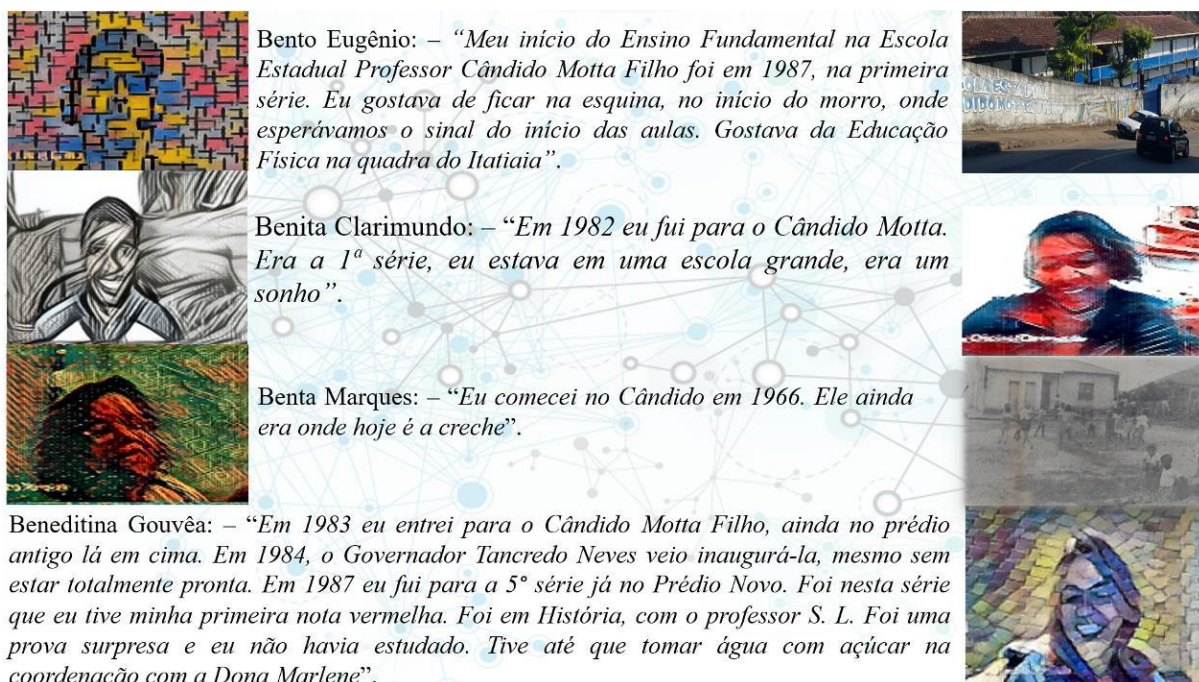 Bento Eugênio: – “Meu início do Ensino Fundamental na Escola
Estadual Professor Cândido Motta Filho foi em 1987, na primeira
série. Eu gostava de ficar na esquina, no início do morro, onde
esperávamos o sinal do início das aulas. Gostava da Educação
Física na quadra do Itatiaia”.
Benita Clarimundo: – “Em 1982 eu fui para o Cândido Motta.
Era a 1ª série, eu estava em uma escola grande, era um
sonho”.
Benta Marques: – “Eu comecei no Cândido em 1966. Ele ainda
era onde hoje é a creche”.
Beneditina Gouvêa: – “Em 1983 eu entrei para o Cândido Motta Filho, ainda no prédio
antigo lá em cima. Em 1984, o Governador Tancredo Neves veio inaugurá-la, mesmo sem
estar totalmente pronta. Em 1987 eu fui para a 5° série já no Prédio Novo. Foi nesta série
que eu tive minha primeira nota vermelha. Foi em História, com o professor S. L. Foi uma
prova surpresa e eu não havia estudado. Tive até que tomar água com açúcar na
coordenação com a Dona Marlene”.